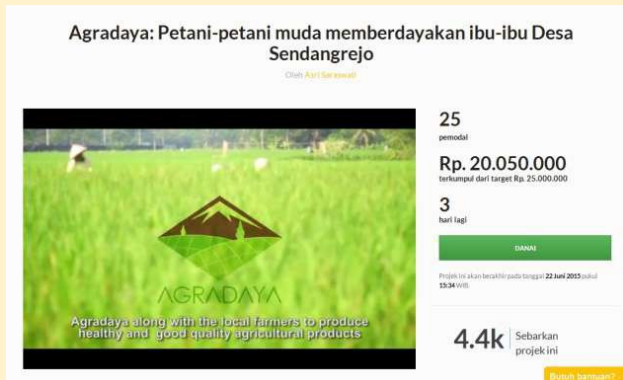 Agradaya: Petani-petani muda memberdayakan ibu-ibu Desa
Sendangrejo
Oleh Asri Saraswati
AGRADAYA
Agradaya along with the local farmers to produce
healthy and good quality agricultural products
25
pemodal
Rp. 20.050.000
terkumpul dari target Rp. 25.000.000
3
hari lagi
DANAI
Projek ini akan berakhir pada tanggal 22 Juni 2015 pukul
15:34 WIB.
4.4k
Sebarkan
projek ini
Butuh bantuan?